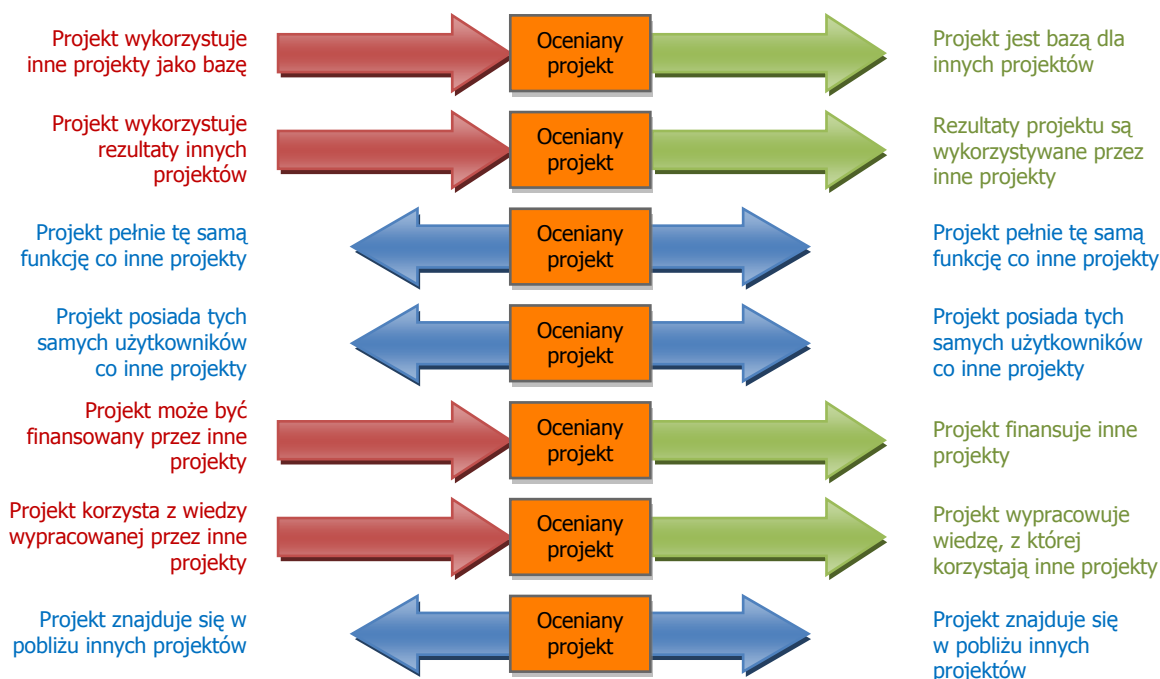 Projekt wykorzystuje
inne projekty jako bazę
Oceniany
projekt
Projekt jest bazą dla
innych projektów
Projekt wykorzystuje
rezultaty innych
projektów
Oceniany
projekt
Rezultaty projektu są
wykorzystywane przez
inne projekty
Projekt pełnie tę samą
funkcję co inne projekty
Oceniany
projekt
Projekt pełnie tę samą
funkcję co inne projekty
Projekt posiada tych
samych użytkowników
co inne projekty
Oceniany
projekt
Projekt posiada tych
samych użytkowników
co inne projekty
Projekt może być
finansowany przez inne
projekty
Oceniany
projekt
Projekt finansuje inne
projekty
Projekt korzysta z wiedzy
wypracowanej przez inne
projekty
Oceniany
projekt
Projekt wypracowuje
wiedzę, z której
korzystają inne projekty
Projekt znajduje się w
pobliżu innych projektów
Oceniany
projekt
Projekt znajduje się
w pobliżu innych
projektów